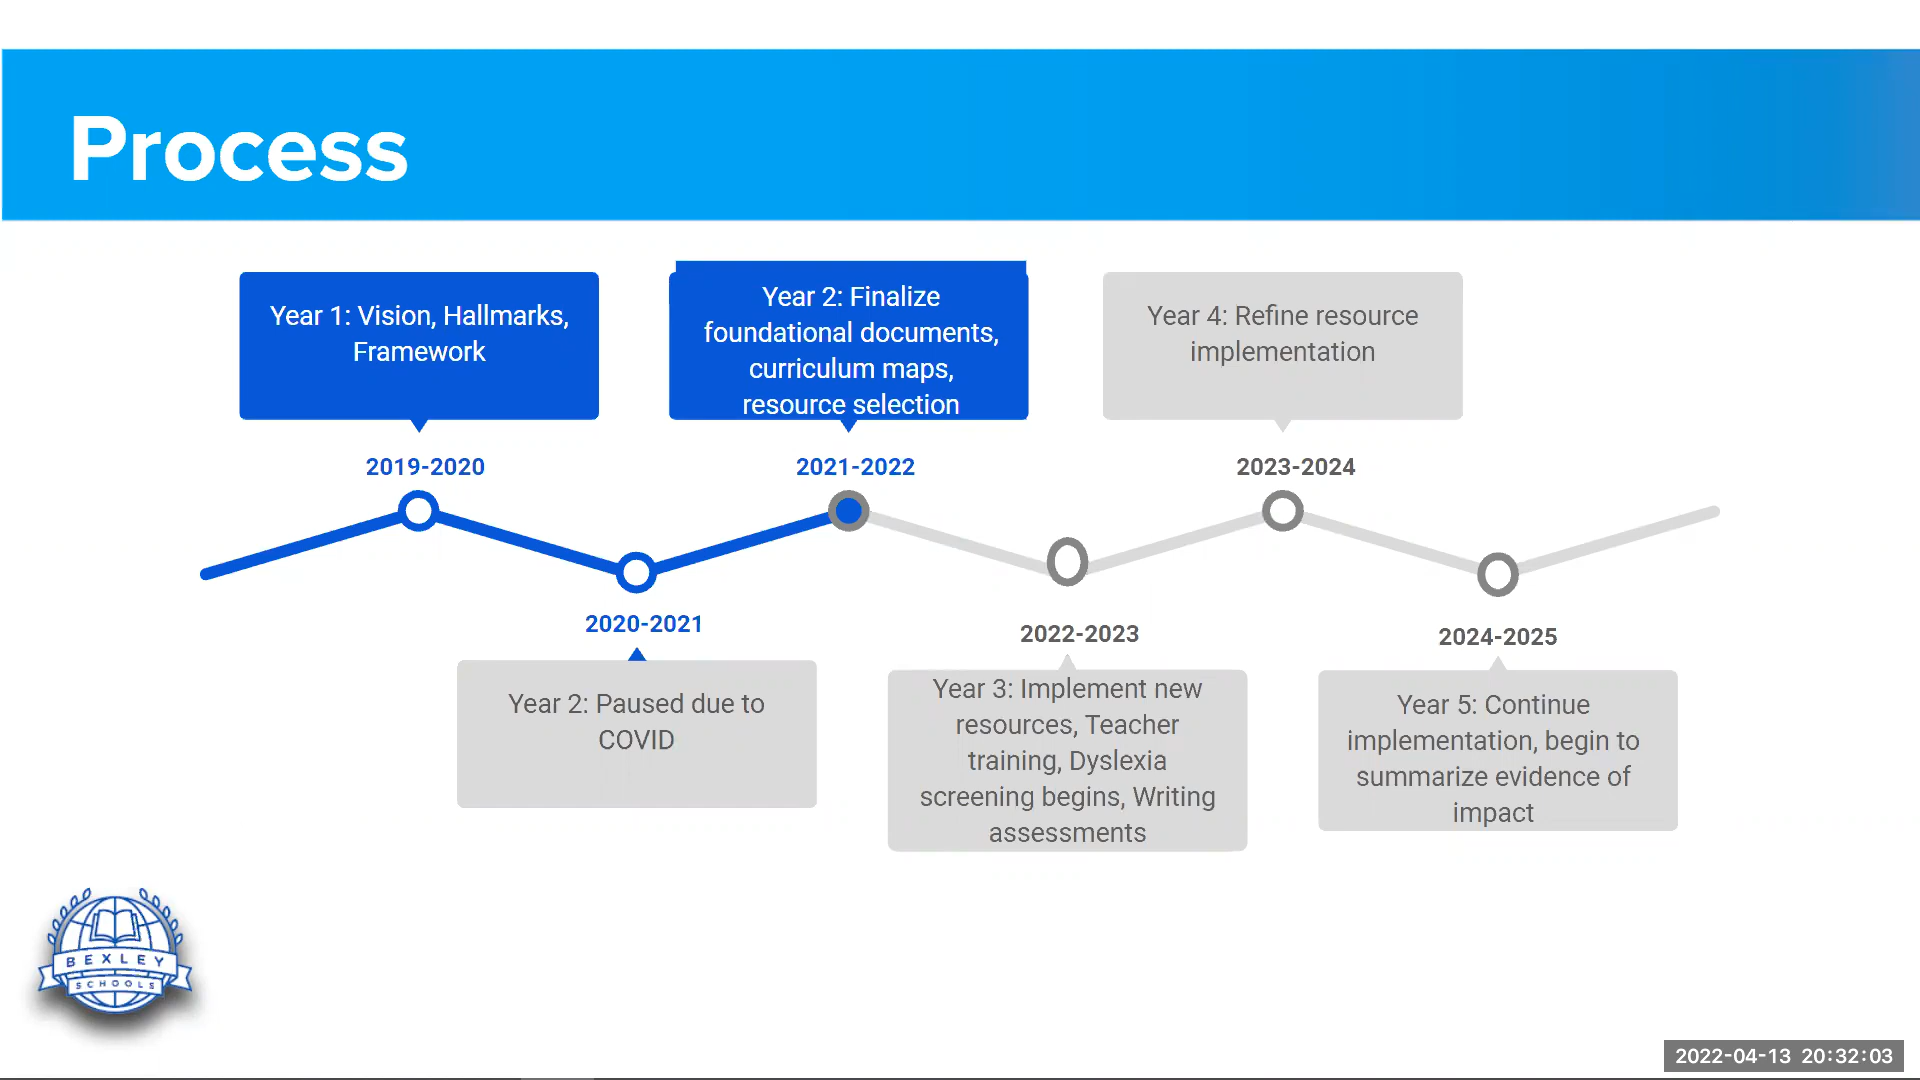 Process
Year 1: Vision, Hallmarks,
Framework
2019-2020
Year 2: Finalize
foundational documents,
curriculum maps,
resource selection
2021-2022
Year 4: Refine resource
implementation
2023-2024
2020-2021
Year 2: Paused due to
COVID
2022-2023
Year 3: Implement new
resources, Teacher
training, Dyslexia
screening begins, Writing
assessments
2024-2025
Year 5: Continue
implementation, begin to
summarize evidence of
impact
BEXLEY
SCHOOLS
2022-04-13 20:32:03